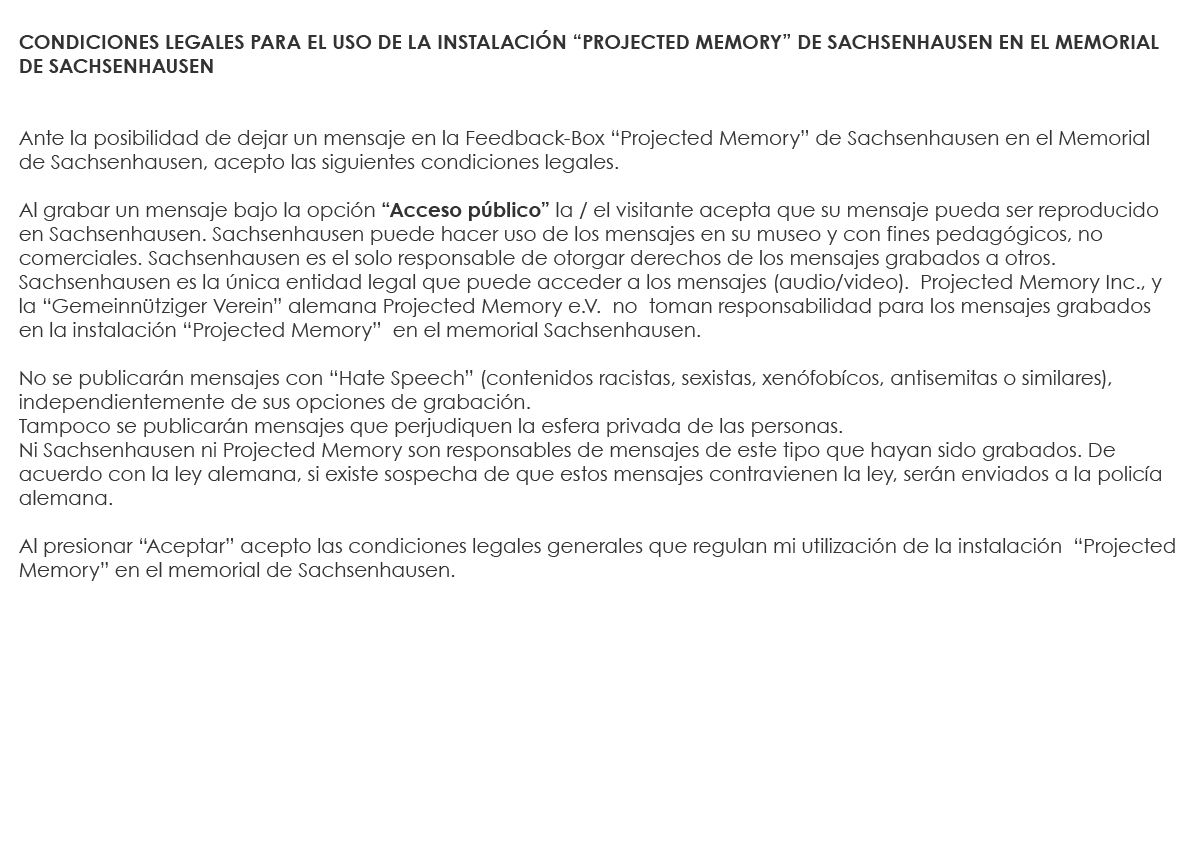 CONDICIONES LEGALES PARA EL USO DE LA INSTALACIÓN “PROJECTED MEMORY” DE SACHSENHAUSEN EN EL MEMORIAL
DE SACHSENHAUSEN
Ante la posibilidad de dejar un mensaje en la Feedback-Box “Projected Memory” de Sachsenhausen en el Memorial
de Sachsenhausen, acepto las siguientes condiciones legales.
Al grabar un mensaje bajo la opción “Acceso público” la / el visitante acepta que su mensaje pueda ser reproducido
en Sachsenhausen. Sachsenhausen puede hacer uso de los mensajes en su museo y con fines pedagógicos, no
comerciales. Sachsenhausen es el solo responsable de otorgar derechos de los mensajes grabados a otros.
Sachsenhausen es la única entidad legal que puede acceder a los mensajes (audio/video).  Projected Memory Inc., y
la “Gemeinnütziger Verein” alemana Projected Memory e.V.  no  toman responsabilidad para los mensajes grabados
en la instalación “Projected Memory”  en el memorial Sachsenhausen.
No se publicarán mensajes con “Hate Speech” (contenidos racistas, sexistas, xenófobícos, antisemitas o similares),
independientemente de sus opciones de grabación.
Tampoco se publicarán mensajes que perjudiquen la esfera privada de las personas.
Ni Sachsenhausen ni Projected Memory son responsables de mensajes de este tipo que hayan sido grabados. De
acuerdo con la ley alemana, si existe sospecha de que estos mensajes contravienen la ley, serán enviados a la policía
alemana.
Al presionar “Aceptar” acepto las condiciones legales generales que regulan mi utilización de la instalación  “Projected
Memory” en el memorial de Sachsenhausen.